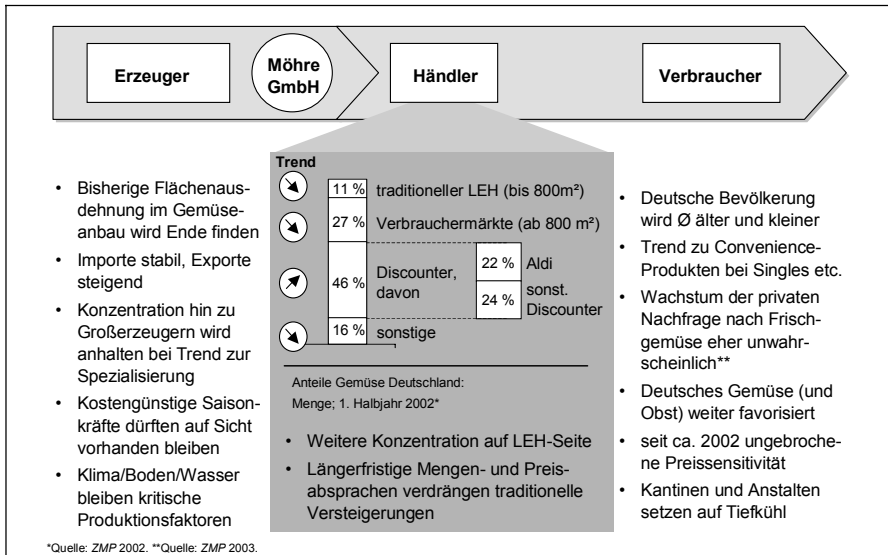 Erzeuger
Möhre
GmbH
Händler
Verbraucher
• Bisherige Flächenaus-
dehnung im Gemüse-
anbau wird Ende finden
• Importe stabil, Exporte
steigend
• Konzentration hin zu
Großerzeugern wird
anhalten bei Trend zur
Spezialisierung
• Kostengünstige Saison-
kräfte dürften auf Sicht
vorhanden bleiben
• Klima/Boden/Wasser
bleiben kritische
Produktionsfaktoren
Trend
11 % traditioneller LEH (bis 800m²)
27 % Verbrauchermärkte (ab 800 m²)
46 % Discounter,
davon
22 % Aldi
24 % sonst.
Discounter
16 % sonstige
Anteile Gemüse Deutschland:
Menge; 1. Halbjahr 2002*
• Weitere Konzentration auf LEH-Seite
• Längerfristige Mengen- und Preis-
absprachen verdrängen traditionelle
Versteigerungen
• Deutsche Bevölkerung
wird Ø älter und kleiner
• Trend zu Convenience-
Produkten bei Singles etc.
• Wachstum der privaten
Nachfrage nach Frisch-
gemüse eher unwahr-
scheinlich**
• Deutsches Gemüse (und
Obst) weiter favorisiert
• seit ca. 2002 ungebroche-
ne Preissensitivität
• Kantinen und Anstalten
setzen auf Tiefkühl
*Quelle: ZMP 2002. **Quelle: ZMP 2003.